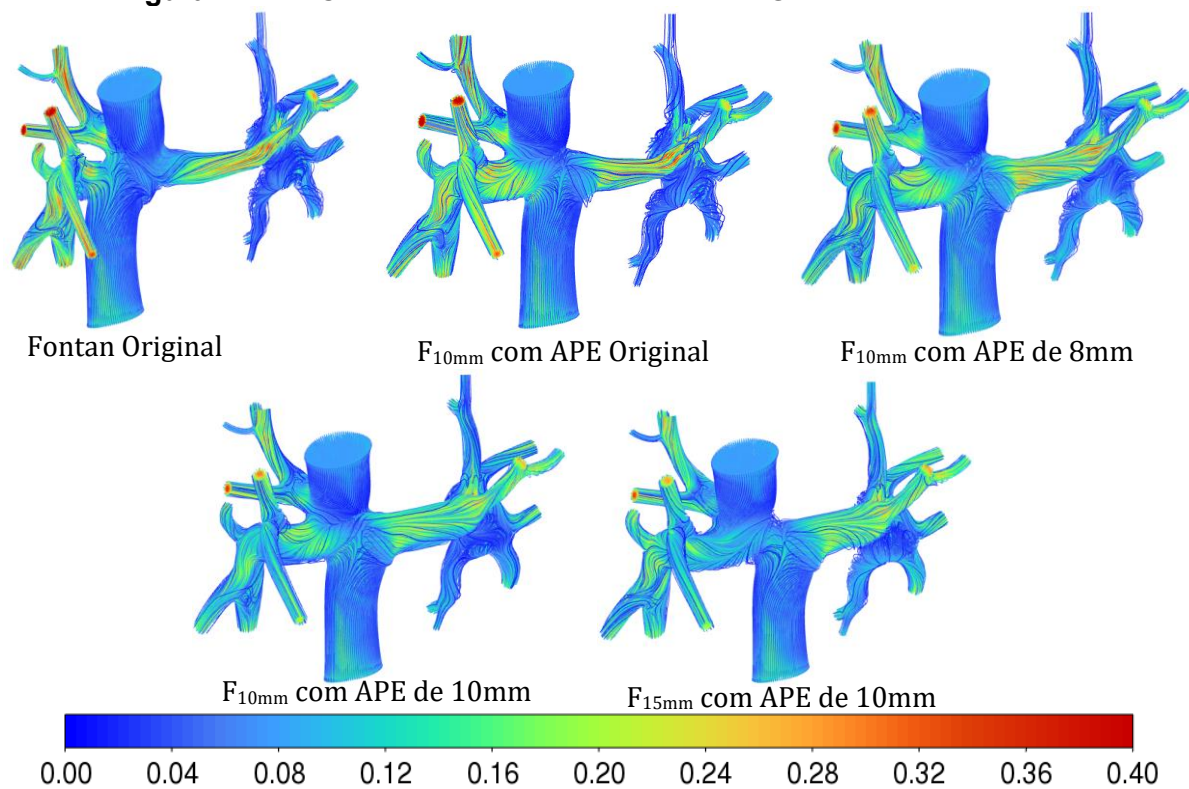 Fontan Original
F10mm com APE Original
F10mm com APE de 8mm
F10mm com APE de 10mm
F15mm com APE de 10mm
0.00 0.04 0.08 0.12 0.16 0.20 0.24 0.28 0.32 0.36 0.40